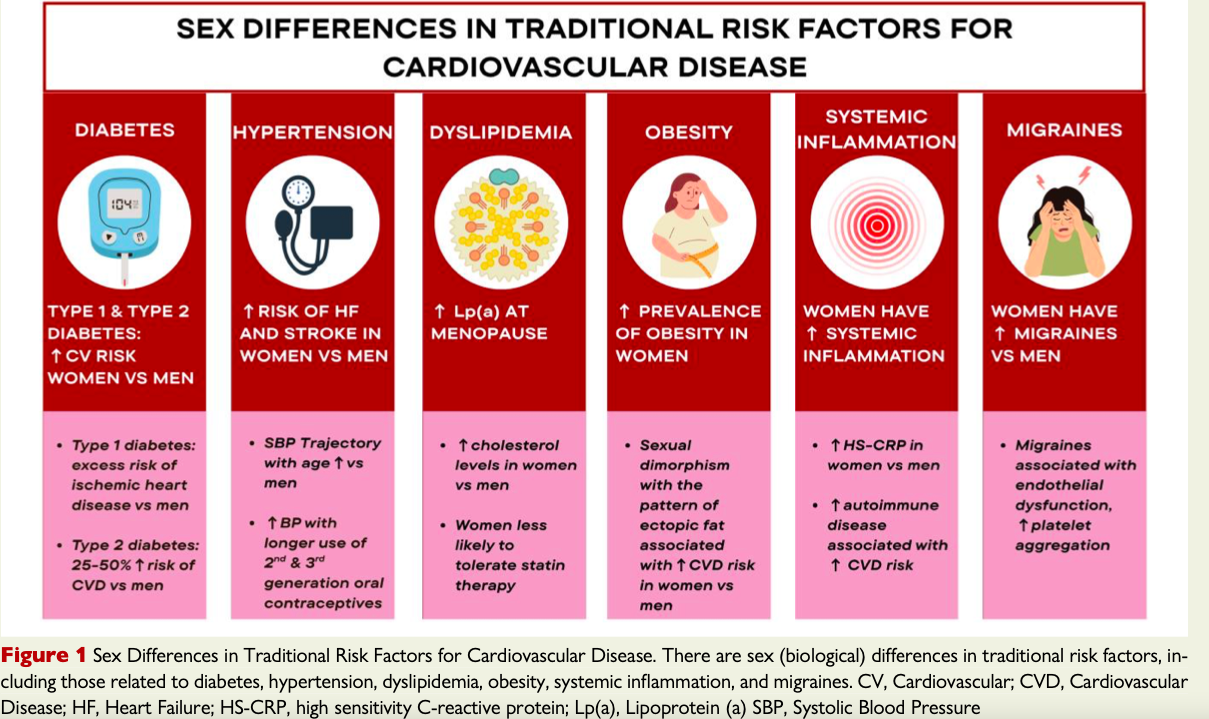 SEX DIFFERENCES IN TRADITIONAL RISK FACTORS FOR
CARDIOVASCULAR DISEASE
DIABETES
104
TYPE 1 & TYPE 2
DIABETES:
↑ CV RISK
WOMEN VS MEN
• Type 1 diabetes:
excess risk of
ischemic heart
disease vs men
• Type 2 diabetes:
25-50% ↑ risk of
CVD vs men
HYPERTENSION
↑ RISK OF HF
AND STROKE IN
WOMEN VS MEN
• SBP Trajectory
with age ↑ vs
men
• ↑ BP with
longer use of
2nd & 3rd
generation oral
contraceptives
DYSLIPIDEMIA
↑ Lp(a) AT
MENOPAUSE
• ↑ cholesterol
levels in women
vs men
• Women less
likely to
tolerate statin
therapy
OBESITY
↑ PREVALENCE
OF OBESITY IN
WOMEN
• Sexual
dimorphism
with the
pattern of
ectopic fat
associated
with ↑ CVD risk
in women vs
men
SYSTEMIC
INFLAMMATION
WOMEN HAVE
↑ SYSTEMIC
INFLAMMATION
• ↑ HS-CRP in
women vs men
• ↑ autoimmune
disease
associated with
↑ CVD risk
MIGRAINES
WOMEN HAVE
↑ MIGRAINES
VS MEN
• Migraines
associated with
endothelial
dysfunction,
↑ platelet
aggregation
Figure 1 Sex Differences in Traditional Risk Factors for Cardiovascular Disease. There are sex (biological) differences in traditional risk factors, in-
cluding those related to diabetes, hypertension, dyslipidemia, obesity, systemic inflammation, and migraines. CV, Cardiovascular; CVD, Cardiovascular
Disease; HF, Heart Failure; HS-CRP, high sensitivity C-reactive protein; Lp(a), Lipoprotein (a) SBP, Systolic Blood Pressure